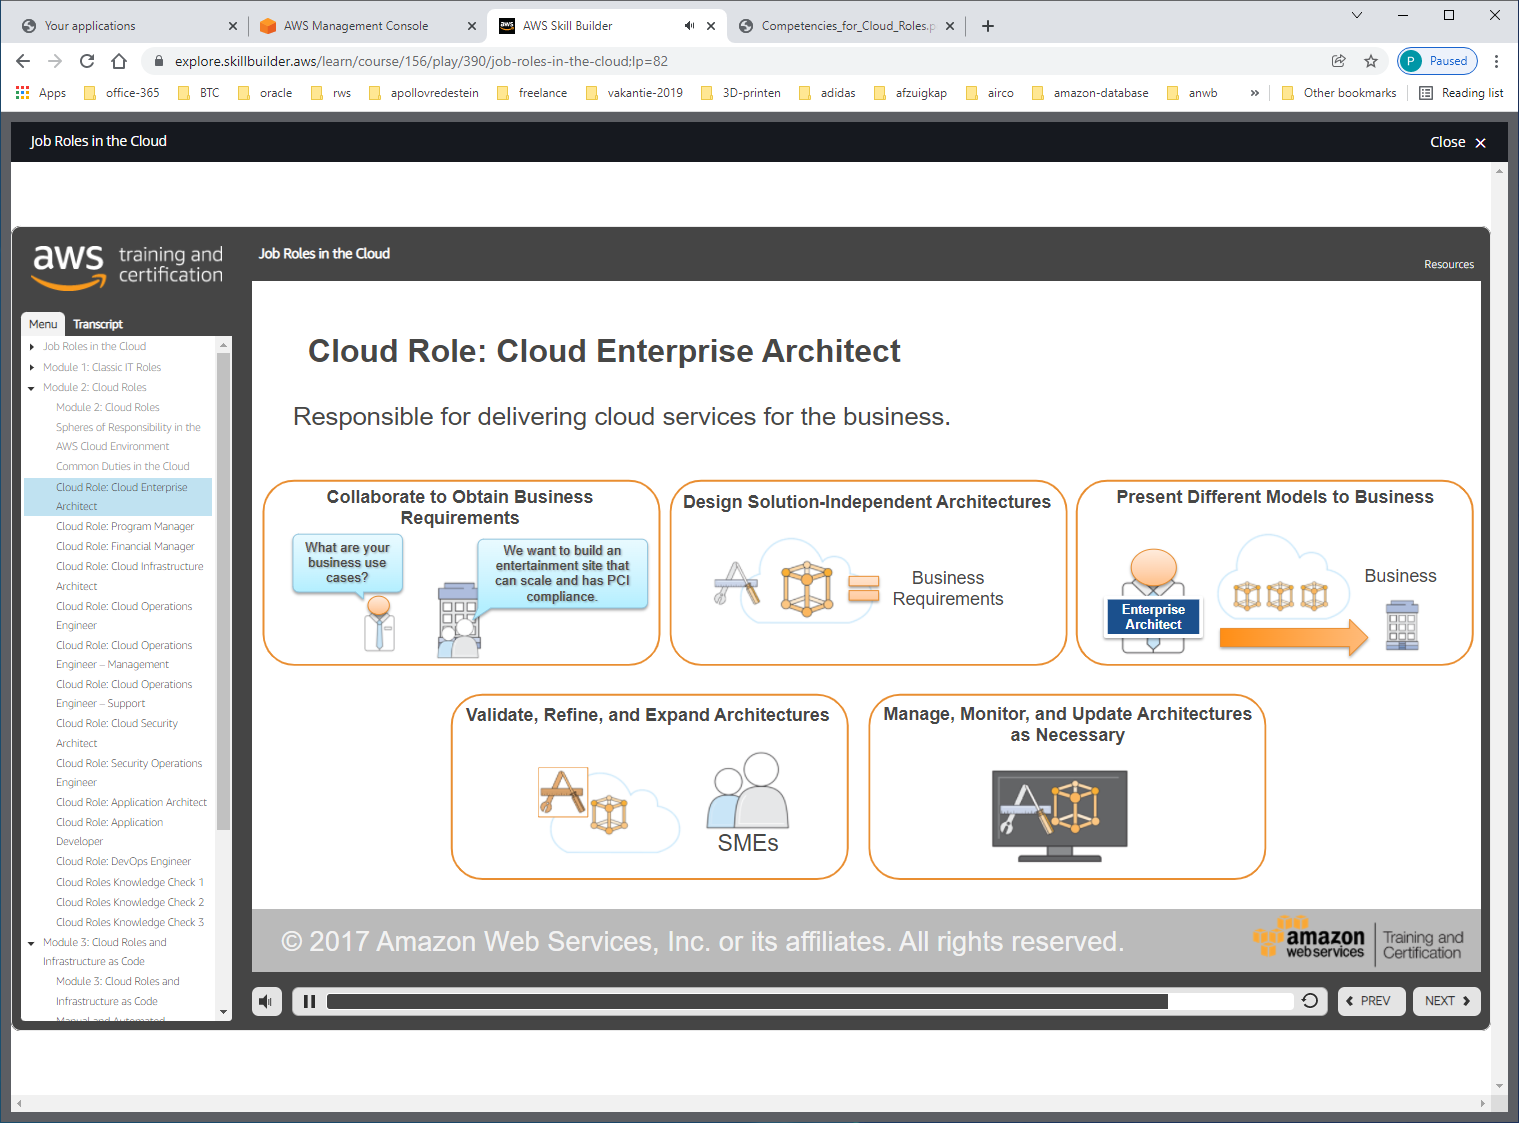 Your applications
AWS Management Console
AWS Skill Builder
Competencies_for_Cloud_Roles.p
explore.skillbuilder.aws/learn/course/156/play/390/job-roles-in-the-cloud;lp=82
P Paused
Apps
office-365
BTC
oracle
rws
apollovredestein
freelance
vakantie-2019
3D-printen
adidas
afzuigkap
airco
amazon-database
anwb
»
Other bookmarks
Reading list
Job Roles in the Cloud
Close
aws training and
certification
Job Roles in the Cloud
Resources
Menu
Transcript
Job Roles in the Cloud
Module 1: Classic IT Roles
Module 2: Cloud Roles
Module 2: Cloud Roles
Spheres of Responsibility in the
AWS Cloud Environment
Common Duties in the Cloud
Cloud Role: Cloud Enterprise
Architect
Cloud Role: Program Manager
Cloud Role: Financial Manager
Cloud Role: Cloud Infrastructure
Architect
Cloud Role: Cloud Operations
Engineer
Cloud Role: Cloud Operations
Engineer – Management
Cloud Role: Cloud Operations
Engineer – Support
Cloud Role: Cloud Security
Architect
Cloud Role: Security Operations
Engineer
Cloud Role: Application Architect
Cloud Role: Application
Developer
Cloud Role: DevOps Engineer
Cloud Roles Knowledge Check 1
Cloud Roles Knowledge Check 2
Cloud Roles Knowledge Check 3
Module 3: Cloud Roles and
Infrastructure as Code
Module 3: Cloud Roles and
Infrastructure as Code
Manual and Automated
Cloud Role: Cloud Enterprise Architect
Responsible for delivering cloud services for the business.
Collaborate to Obtain Business
Requirements
What are your
business use
cases?
We want to build an
entertainment site that
can scale and has PCI
compliance.
Design Solution-Independent Architectures
Business
Requirements
Present Different Models to Business
Enterprise
Architect
Business
Validate, Refine, and Expand Architectures
SMEs
Manage, Monitor, and Update Architectures
as Necessary
© 2017 Amazon Web Services, Inc. or its affiliates. All rights reserved.
amazon
webservices
Training and
Certification
PREV
NEXT